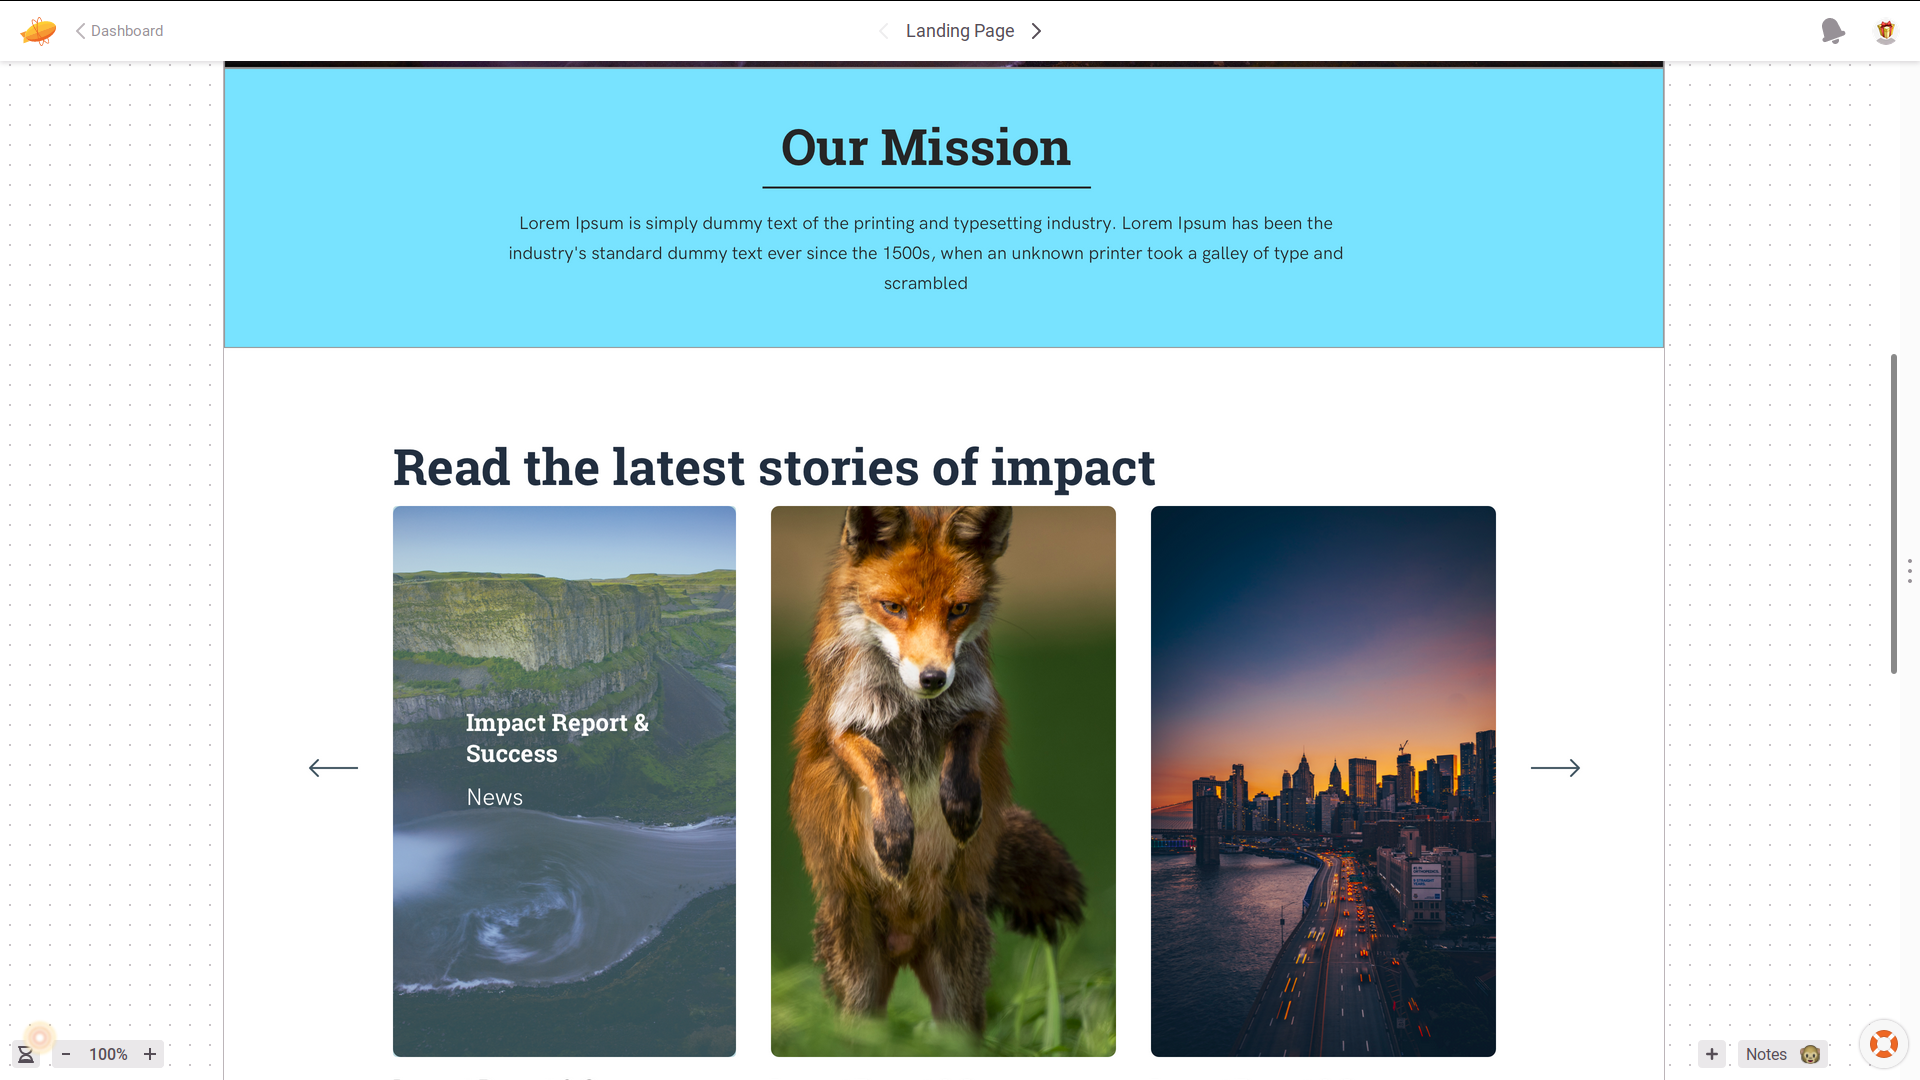 Dashboard
Landing Page
Our Mission
Lorem Ipsum is simply dummy text of the printing and typesetting industry. Lorem Ipsum has been the
industry's standard dummy text ever since the 1500s, when an unknown printer took a galley of type and
scrambled
Read the latest stories of impact
Impact Report &
Success
News
100%
Notes